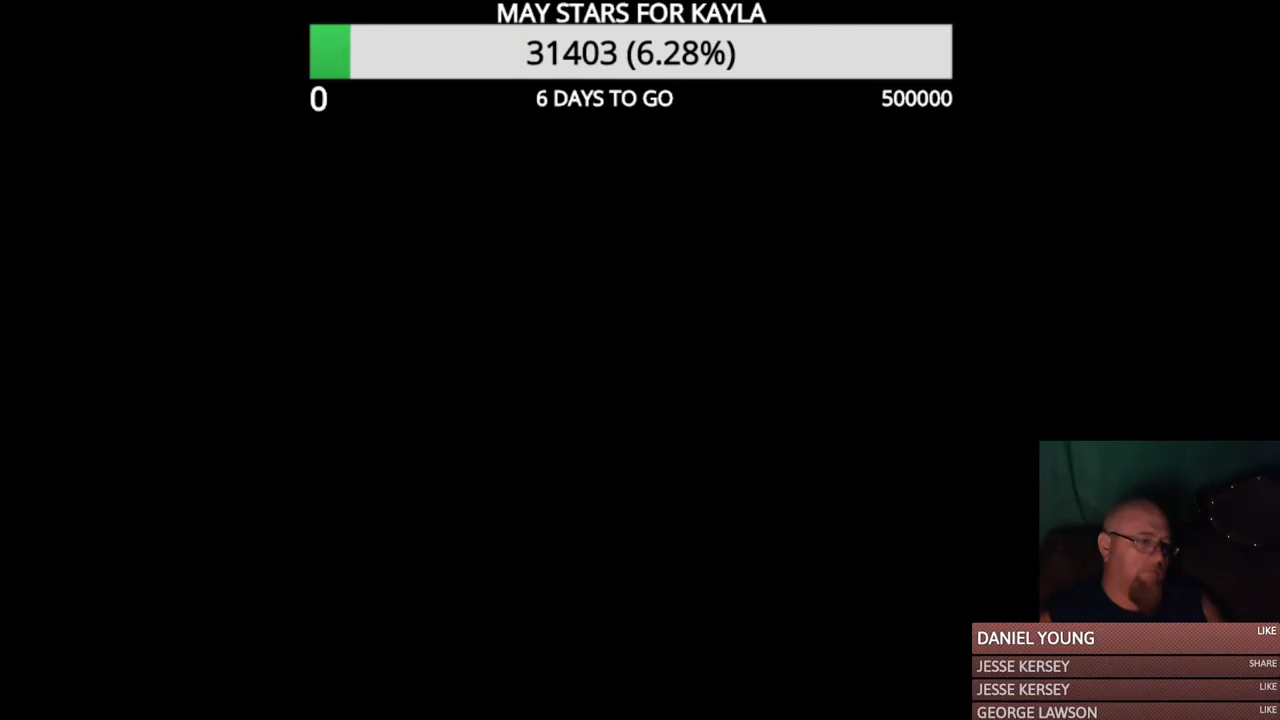 MAY STARS FOR KAYLA
31403 (6.28%)
0 6 DAYS TO GO 500000
DANIEL YOUNG LIKE
JESSE KERSEY SHARE
JESSE KERSEY LIKE
GEORGE LAWSON LIKE